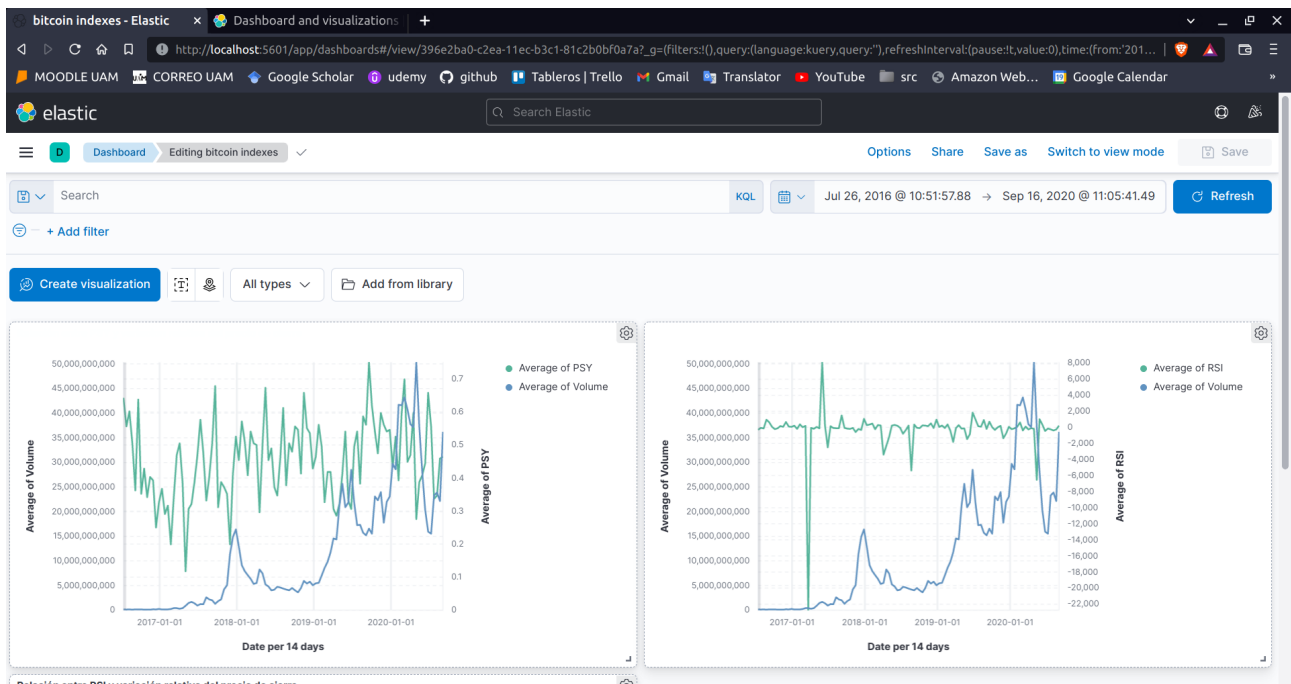 bitcoin indexes - Elastic
Dashboard and visualizations
http://localhost:5601/app/dashboards#/view/396e2ba0-c2ea-11ec-b3c1-81c2b0bf0a7a?_g=(filters:!(),query:(language:kuery,query:''),refreshInterval:(pause:!t,value:0),time:(from:'201...
MOODLE UAM CORREO UAM Google Scholar udemy github Tableros | Trello Gmail Translator YouTube src Amazon Web... Google Calendar »
elastic
Search Elastic
D Dashboard Editing bitcoin indexes Options Share Save as Switch to view mode Save
Search KQL Jul 26, 2016 @ 10:51:57.88 → Sep 16, 2020 @ 11:05:41.49 Refresh
+ Add filter
Create visualization All types Add from library
50,000,000,000
45,000,000,000
40,000,000,000
35,000,000,000
30,000,000,000
25,000,000,000
20,000,000,000
15,000,000,000
10,000,000,000
5,000,000,000
0
Average of Volume
0.7
0.6
0.5
0.4
0.3
0.2
0.1
0
Average of PSY
2017-01-01 2018-01-01 2019-01-01 2020-01-01
Date per 14 days
Average of PSY
Average of Volume
50,000,000,000
45,000,000,000
40,000,000,000
35,000,000,000
30,000,000,000
25,000,000,000
20,000,000,000
15,000,000,000
10,000,000,000
5,000,000,000
0
Average of Volume
8,000
6,000
4,000
2,000
0
-2,000
-4,000
-6,000
-8,000
-10,000
-12,000
-14,000
-16,000
-18,000
-20,000
-22,000
Average of RSI
2017-01-01 2018-01-01 2019-01-01 2020-01-01
Date per 14 days
Average of RSI
Average of Volume